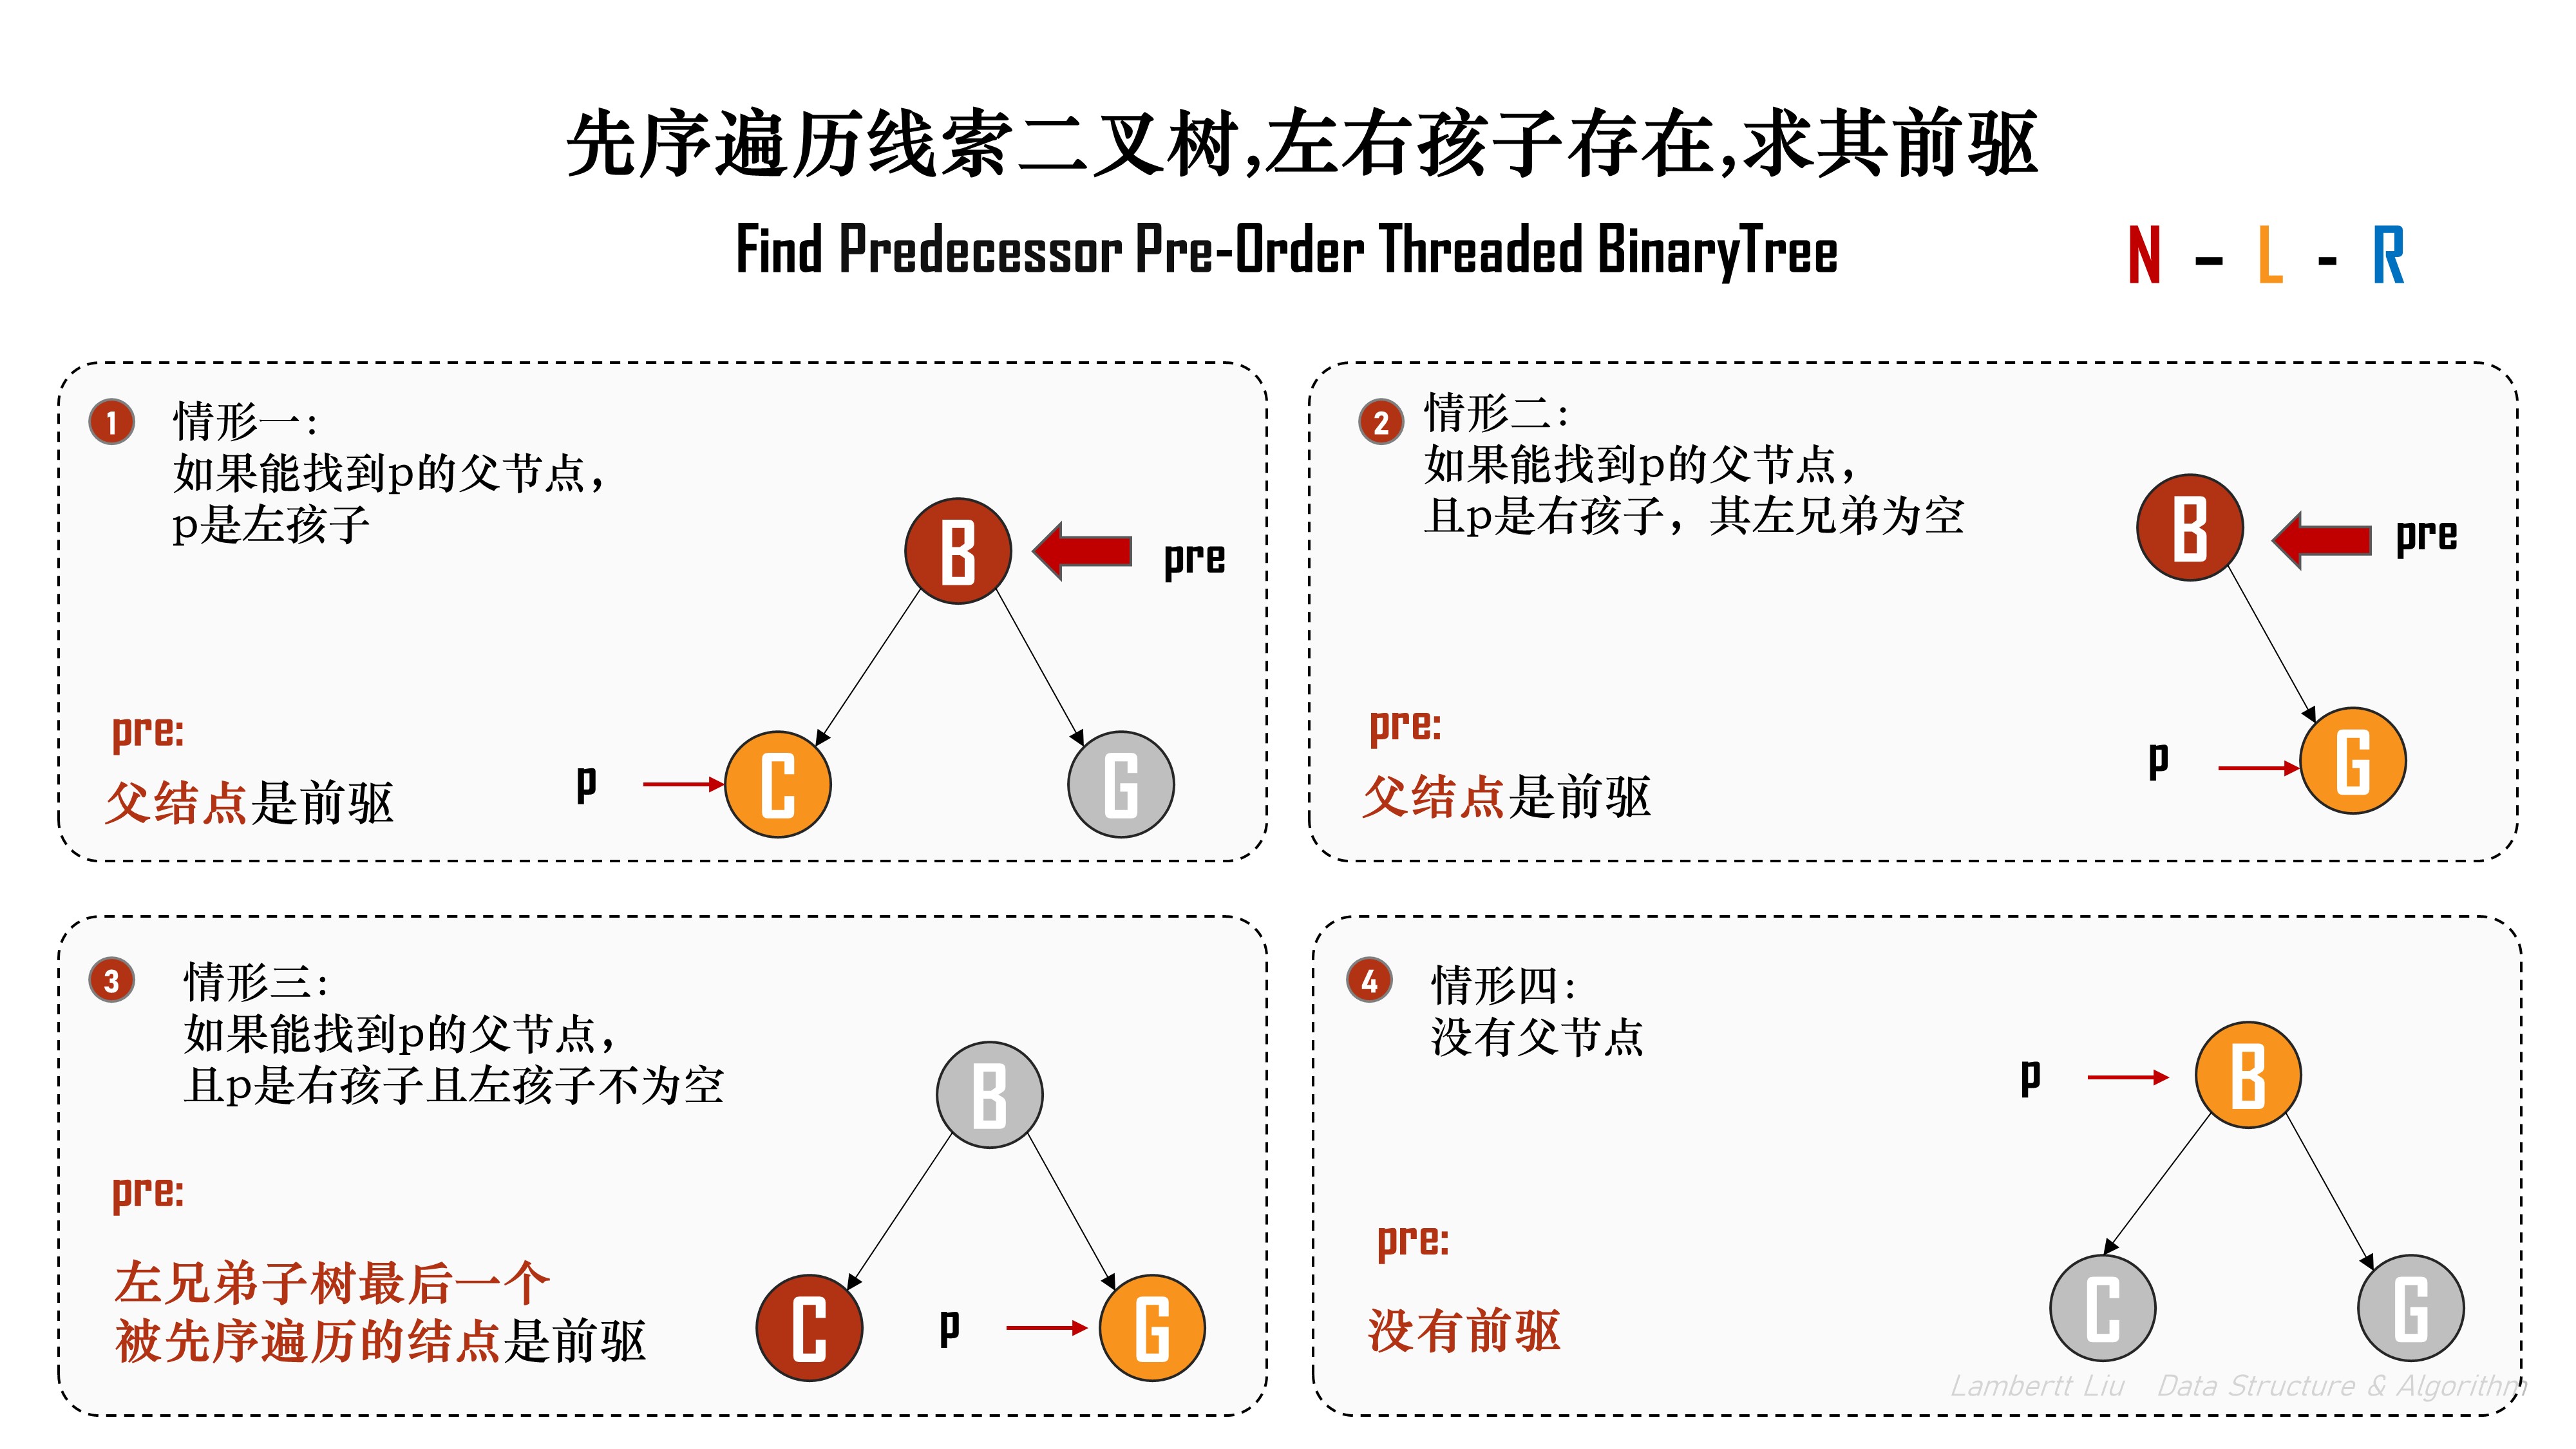 先序遍历线索二叉树,左右孩子存在,求其前驱
Find Predecessor Pre-Order Threaded BinaryTree
N – L - R
1
情形一：
如果能找到p的父节点，
p是左孩子
B
pre
pre:
父结点是前驱
p
C
G
2
情形二：
如果能找到p的父节点，
且p是右孩子，其左兄弟为空
B
pre
pre:
父结点是前驱
p
G
3
情形三：
如果能找到p的父节点，
且p是右孩子且左孩子不为空
B
pre:
左兄弟子树最后一个
被先序遍历的结点是前驱
C
p
G
4
情形四：
没有父节点
p
B
pre:
没有前驱
C
G
Lambertt Liu Data Structure & Algorithm